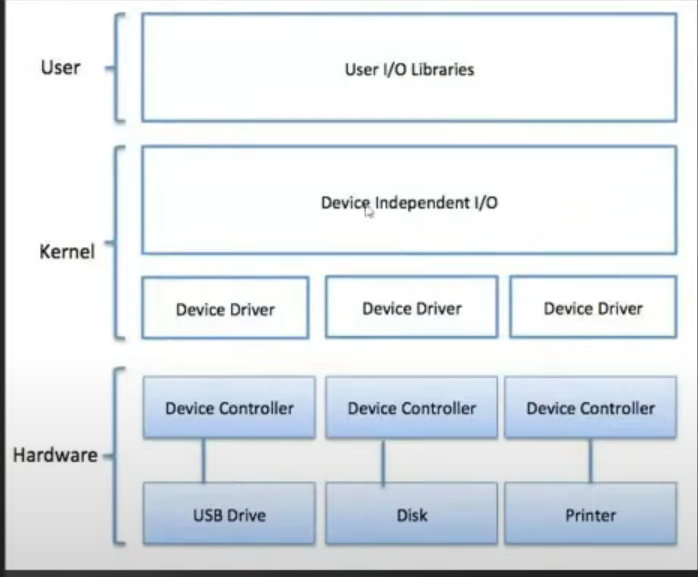 User
User I/O Libraries
Kernel
Device Independent I/O
Device Driver
Device Driver
Device Driver
Hardware
Device Controller
Device Controller
Device Controller
USB Drive
Disk
Printer